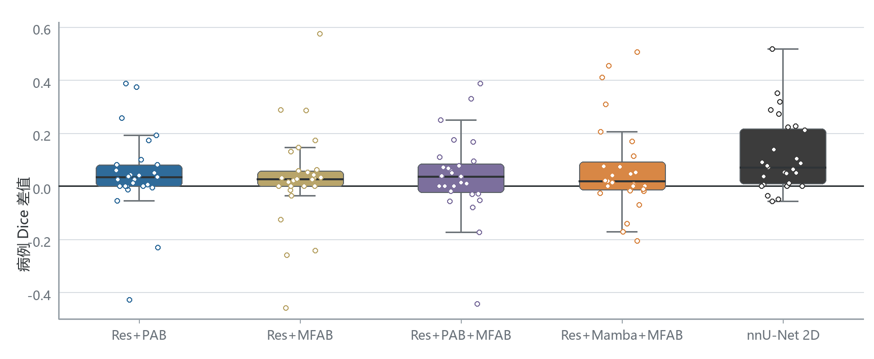 0.6
0.4
0.2
0.0
-0.2
-0.4
病例 Dice 差值
Res+PAB
Res+MFAB
Res+PAB+MFAB
Res+Mamba+MFAB
nnU-Net 2D